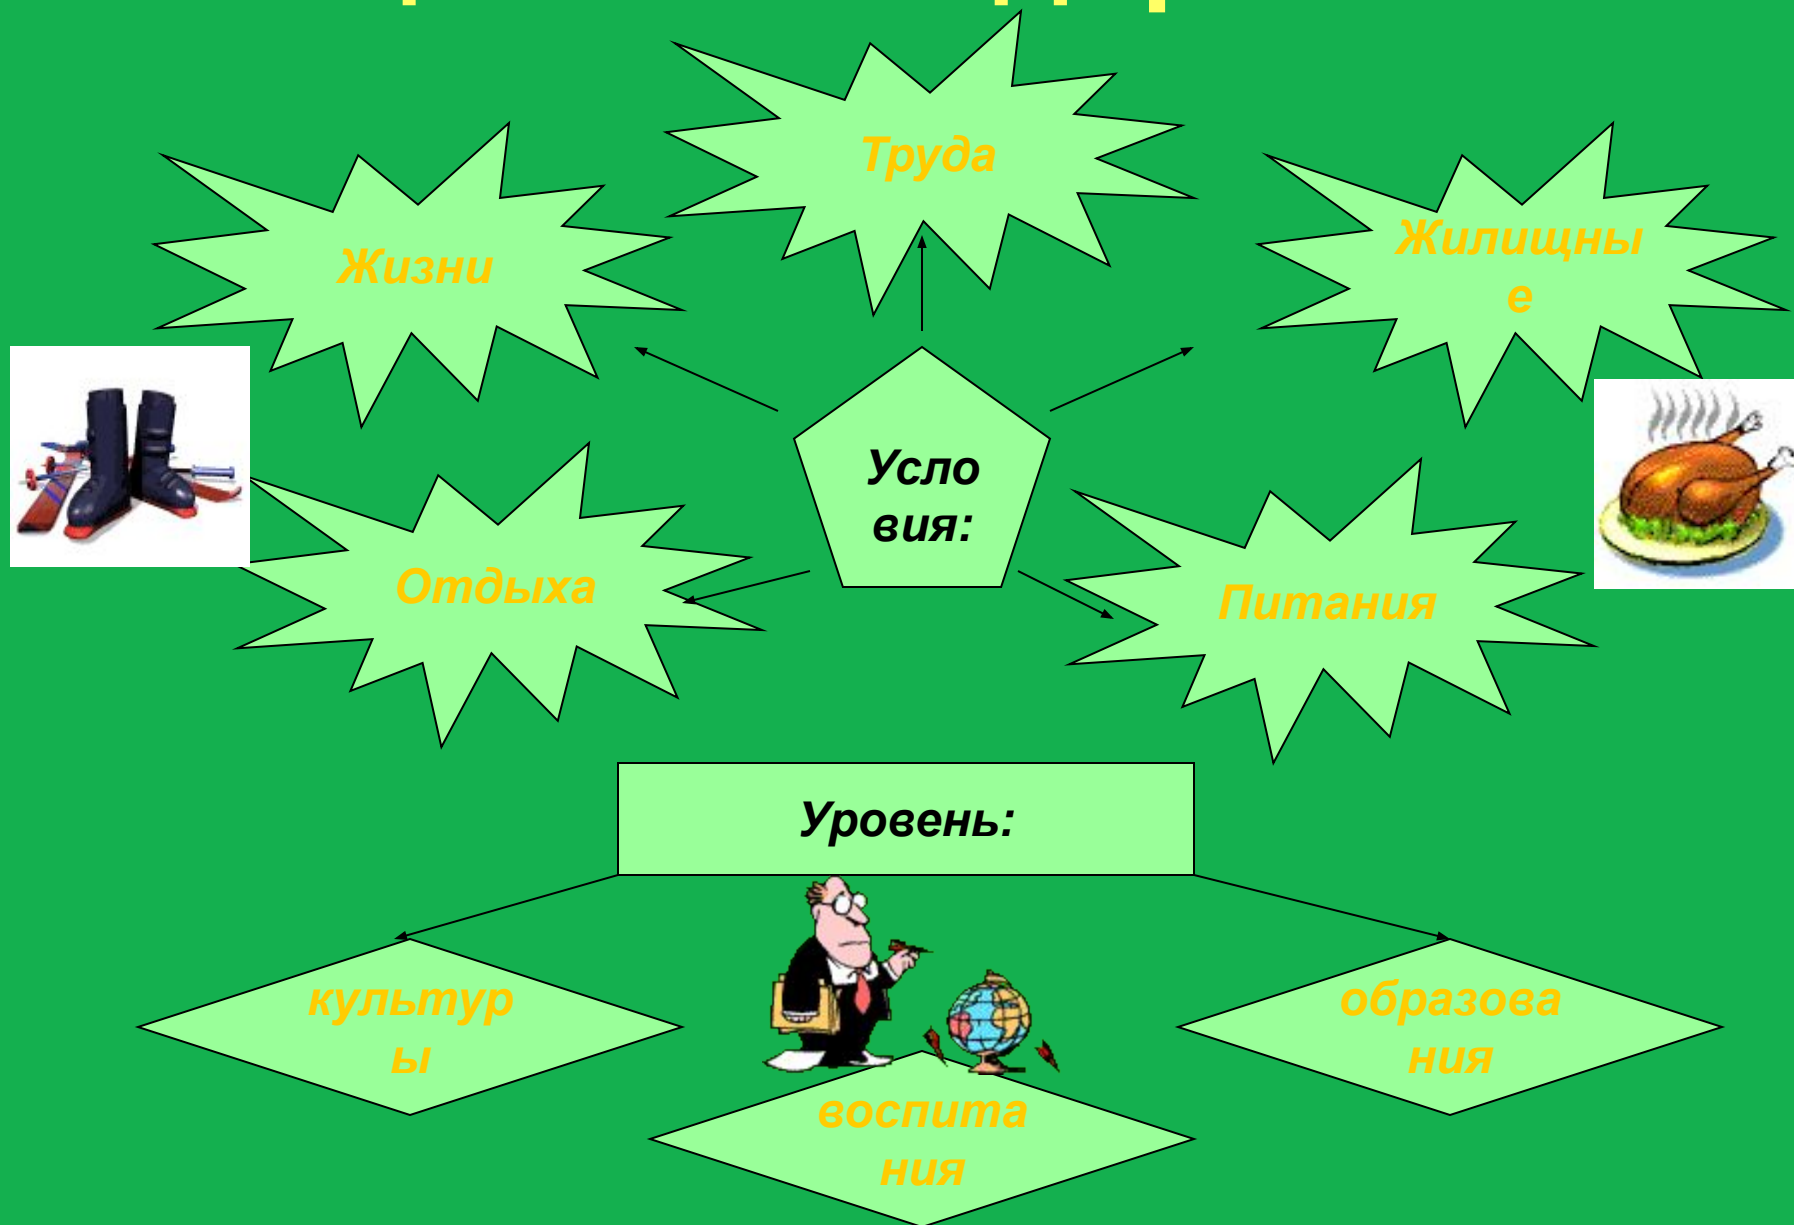 Труда
Жизни
Жилищны
е
Усло
вия:
Отдыха
Питания
Уровень:
культур
ы
образова
ния
воспита
ния